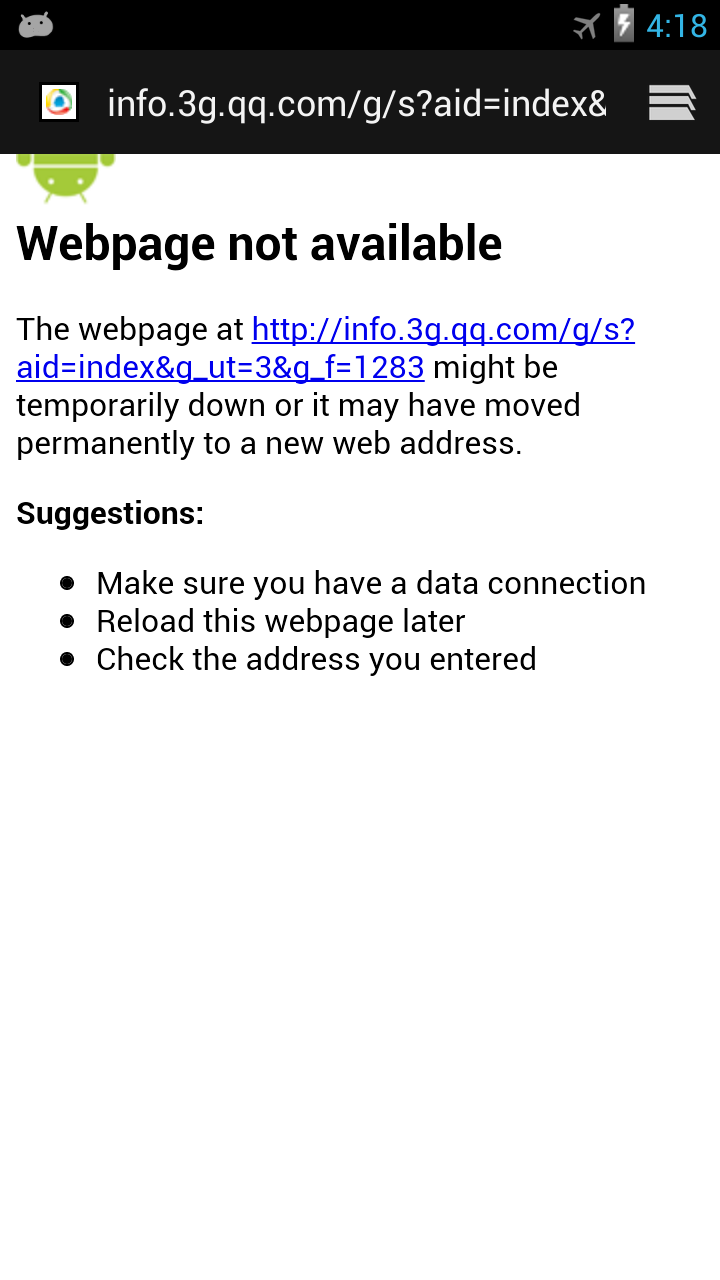 4:18
info.3g.qq.com/g/s?aid=index&
Webpage not available
The webpage at http://info.3g.qq.com/g/s?
aid=index&g_ut=3&g_f=1283 might be
temporarily down or it may have moved
permanently to a new web address.
Suggestions:
Make sure you have a data connection
Reload this webpage later
Check the address you entered